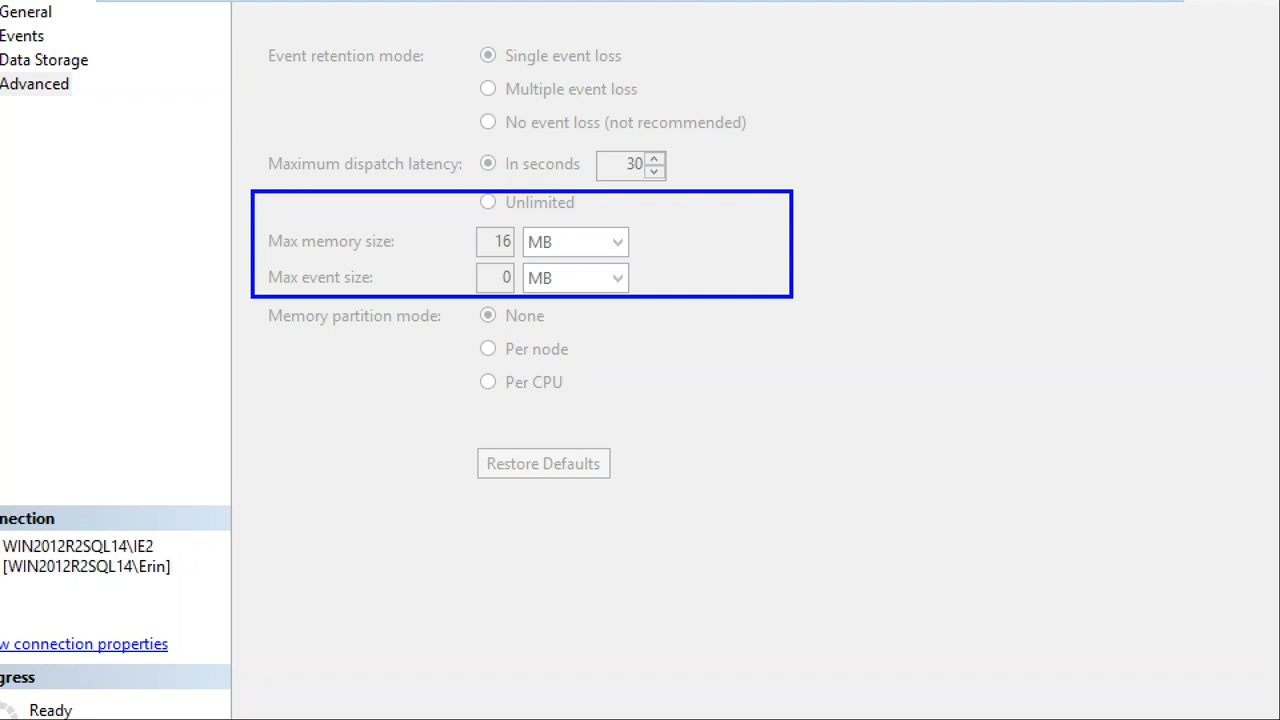 General
Events
Data Storage
Advanced
Event retention mode: Single event loss
Multiple event loss
No event loss (not recommended)
Maximum dispatch latency: In seconds 30
Unlimited
Max memory size: 16 MB
Max event size: 0 MB
Memory partition mode: None
Per node
Per CPU
Restore Defaults
nection
WIN2012R2SQL14\IE2
[WIN2012R2SQL14\Erin]
w connection properties
gress
Ready